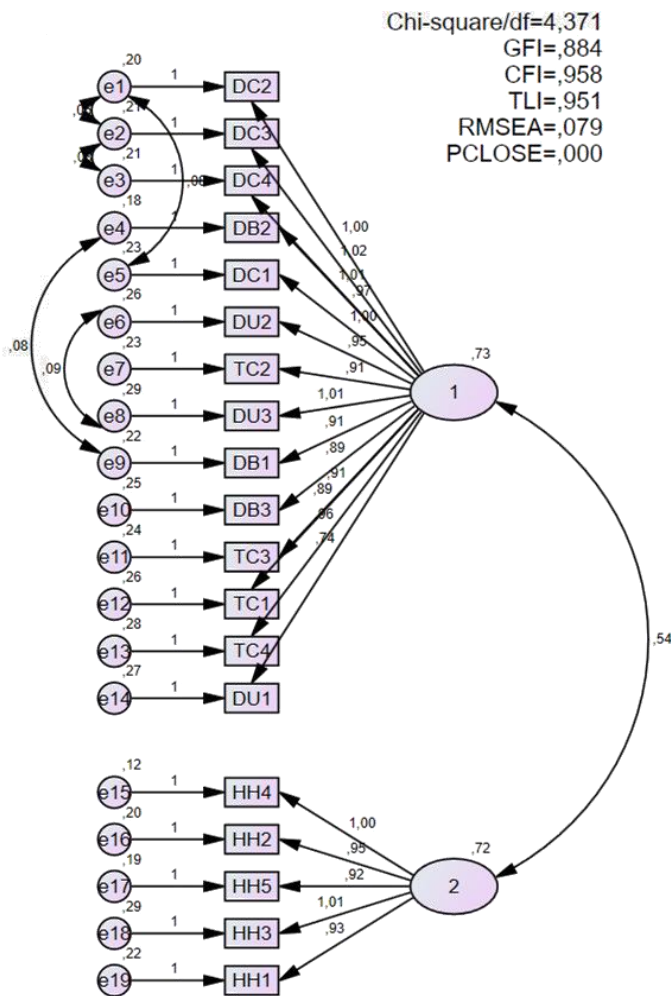 Chi-square/df=4,371
GFI=,884
CFI=,958
TLI=,951
RMSEA=,079
PCLOSE=,000
,20
e1 1 DC2
,21
e2 1 DC3
,21
e3 1 DC4
,18
e4 1 DB2
,23
e5 1 DC1
,26
e6 1 DU2
,23
e7 1 TC2
,29
e8 1 DU3
,22
e9 1 DB1
,25
e10 1 DB3
,24
e11 1 TC3
,26
e12 1 TC1
,28
e13 1 TC4
,27
e14 1 DU1
,08
,09
1,00
1,02
1,01
,97
1,00
,95
,91
1,01
,91
,89
,91
,89
,96
,74
,73
1
,54
,12
e15 1 HH4
,20
e16 1 HH2
,19
e17 1 HH5
,29
e18 1 HH3
,22
e19 1 HH1
1,00
,95
,92
1,01
,93
,72
2